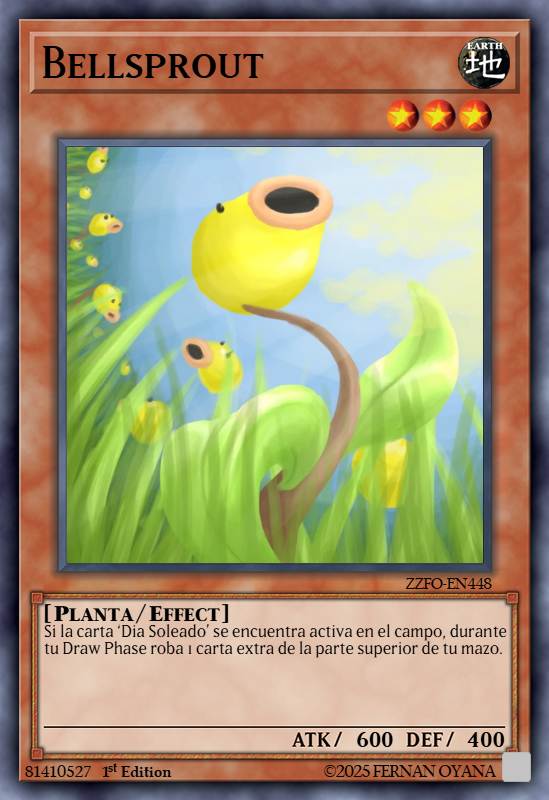 Bellsprout
EARTH
地
ZZFO-EN448
[Planta/Effect]
Si la carta ‘Dia Soleado’ se encuentra activa en el campo, durante
tu Draw Phase roba 1 carta extra de la parte superior de tu mazo.
ATK/ 600 DEF/ 400
81410527 1st Edition ©2025 FERNAN OYANA